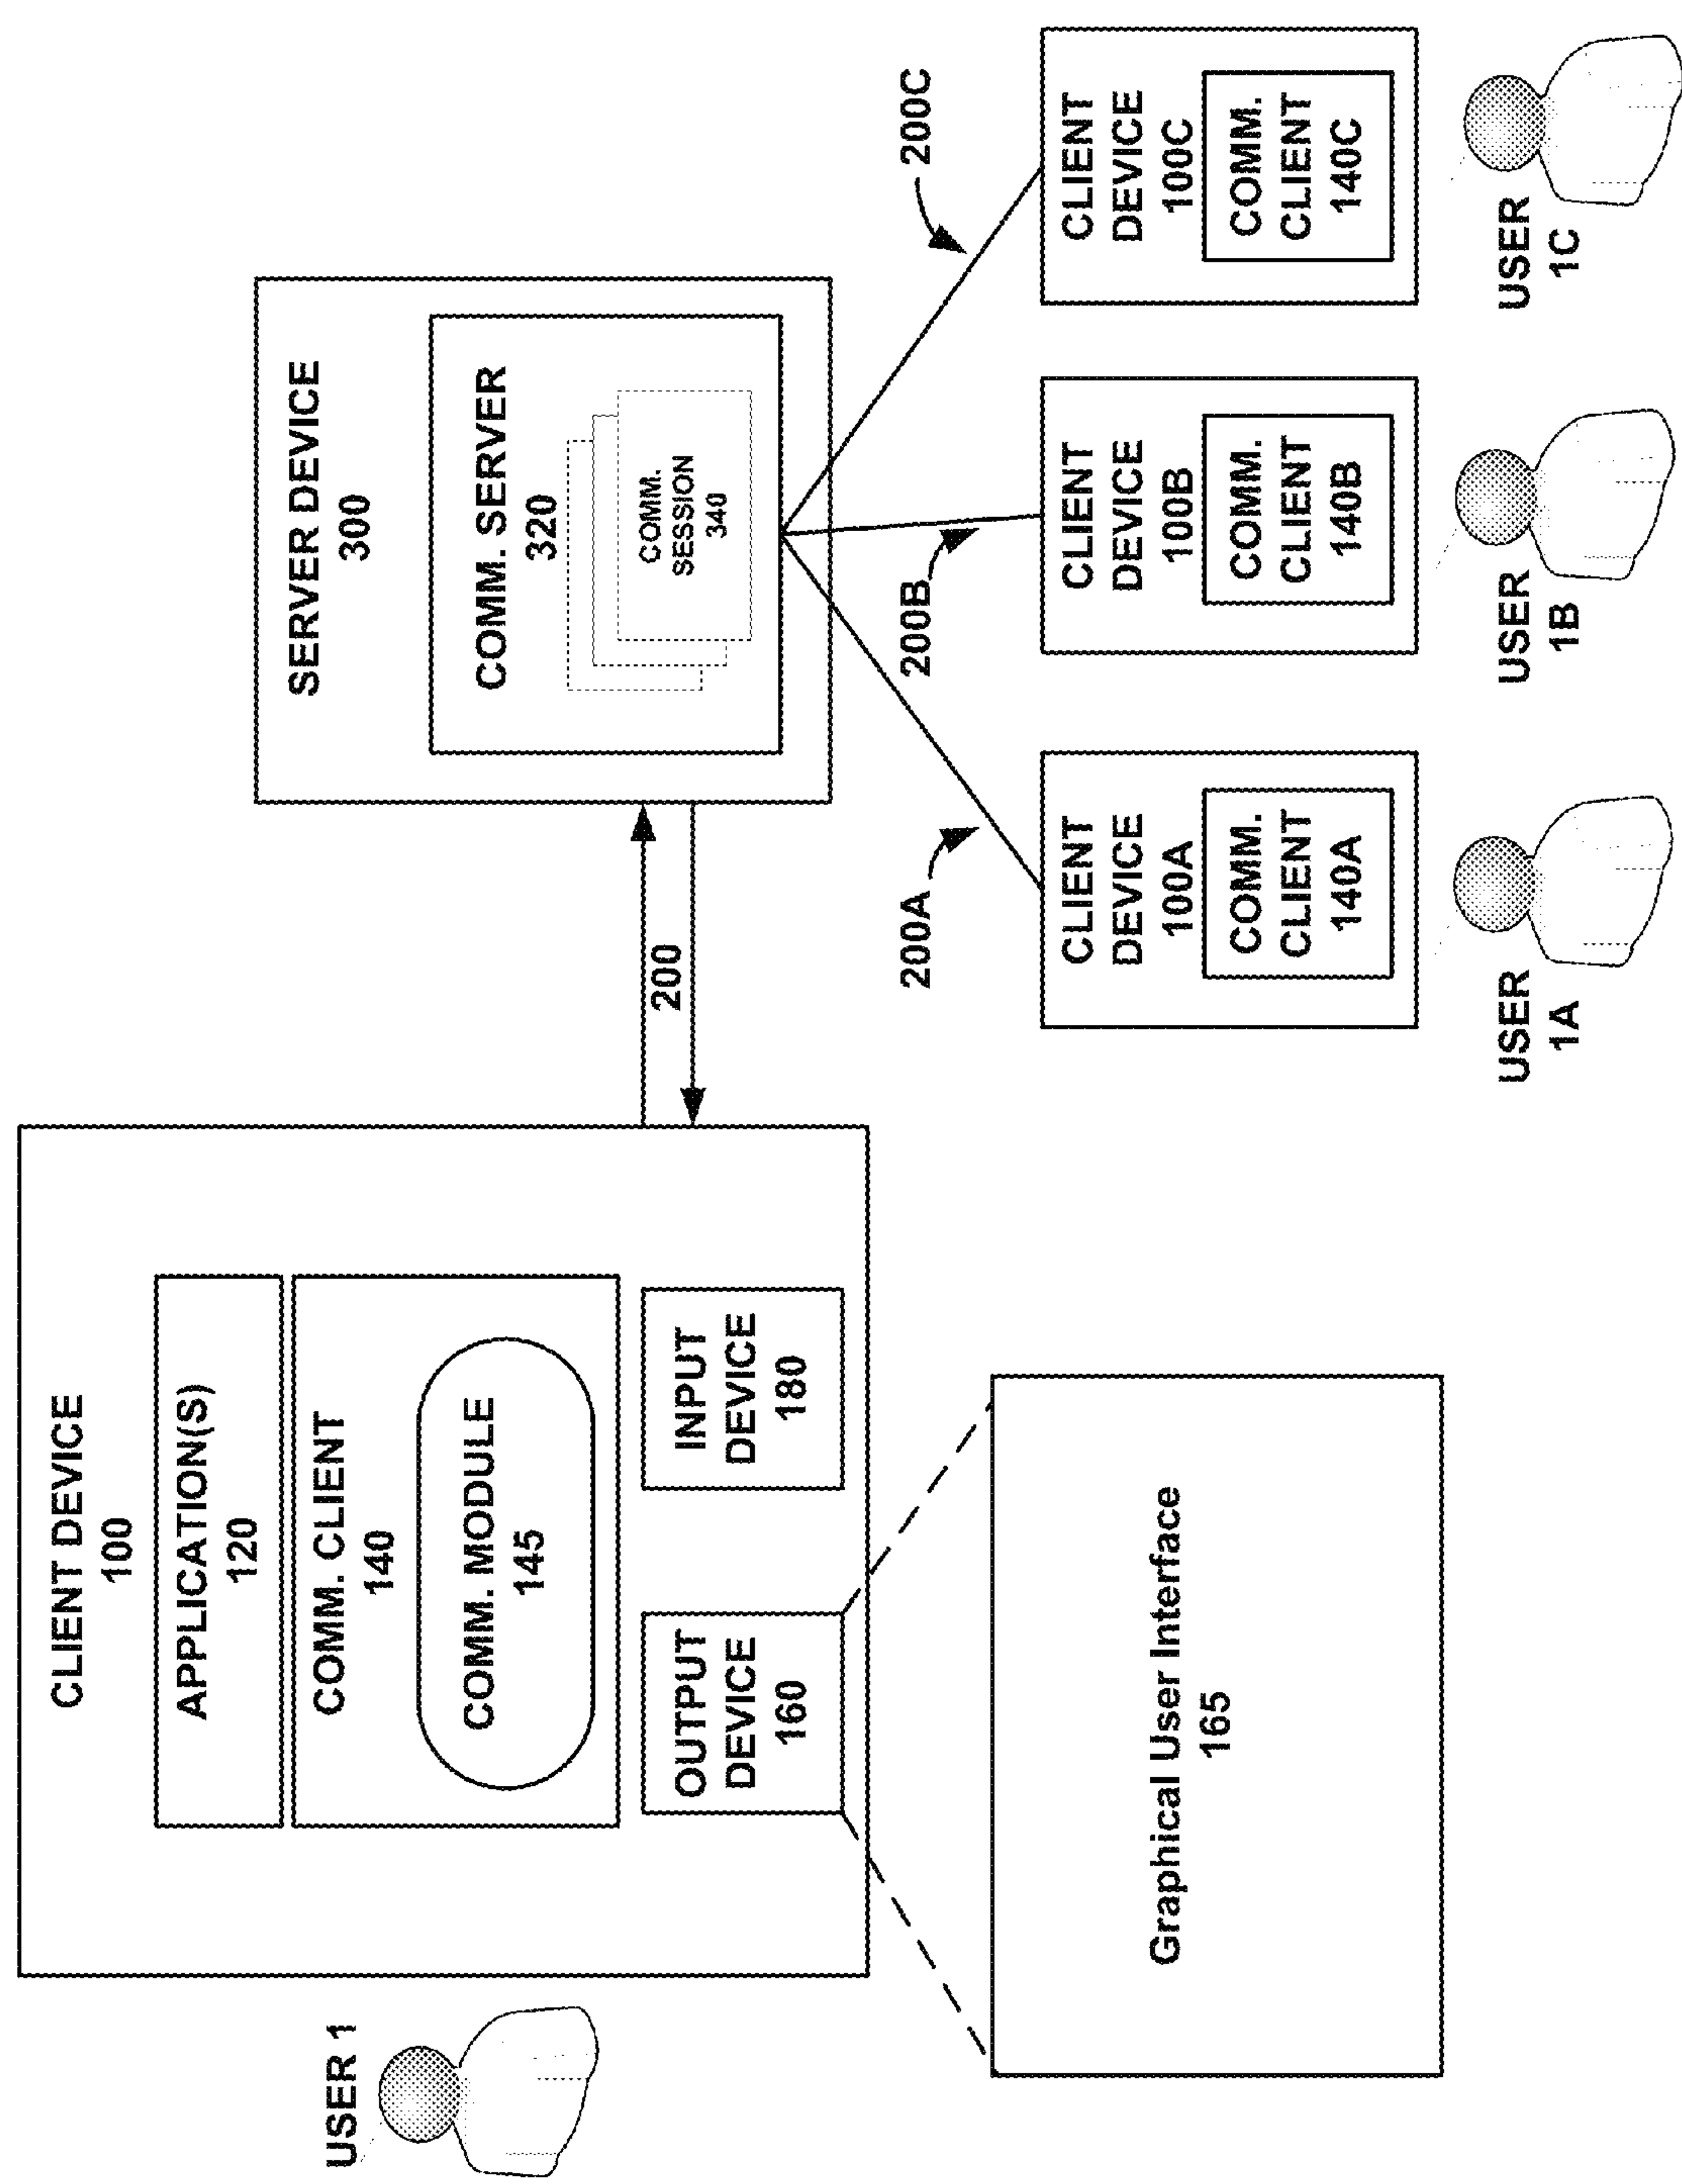 USER 1
CLIENT DEVICE
100
APPLICATION(S)
120
COMM. CLIENT
140
COMM. MODULE
145
OUTPUT
DEVICE
160
INPUT
DEVICE
180
Graphical User Interface
165
200
SERVER DEVICE
300
COMM. SERVER
320
COMM.
SESSION
340
200A
200B
200C
CLIENT
DEVICE
100A
COMM.
CLIENT
140A
USER
1A
CLIENT
DEVICE
100B
COMM.
CLIENT
140B
USER
1B
CLIENT
DEVICE
100C
COMM.
CLIENT
140C
USER
1C